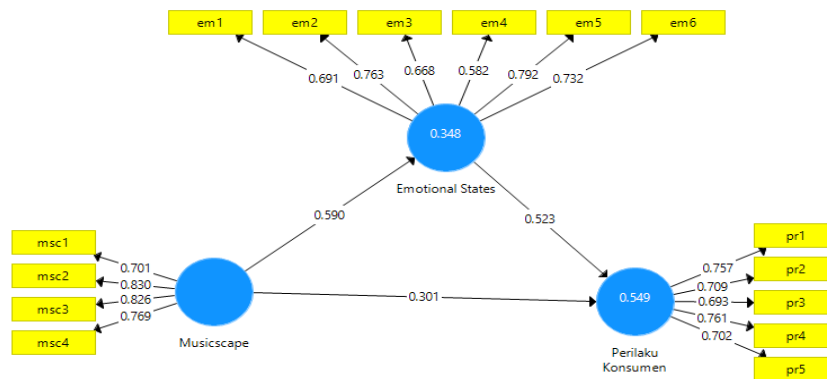 em1
em2
em3
em4
em5
em6
0.691
0.763
0.668
0.582
0.792
0.732
0.348
Emotional States
0.590
0.523
msc1
msc2
msc3
msc4
0.701
0.830
0.826
0.769
Musicscape
0.301
0.549
Perilaku
Konsumen
0.757
0.709
0.693
0.761
0.702
pr1
pr2
pr3
pr4
pr5